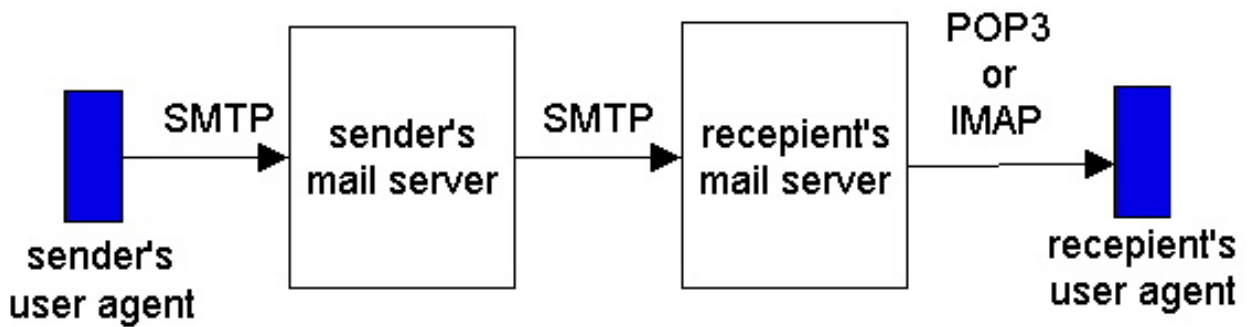 SMTP
sender's
user agent
sender's
mail server
SMTP
recepient's
mail server
POP3
or
IMAP
recepient's
user agent